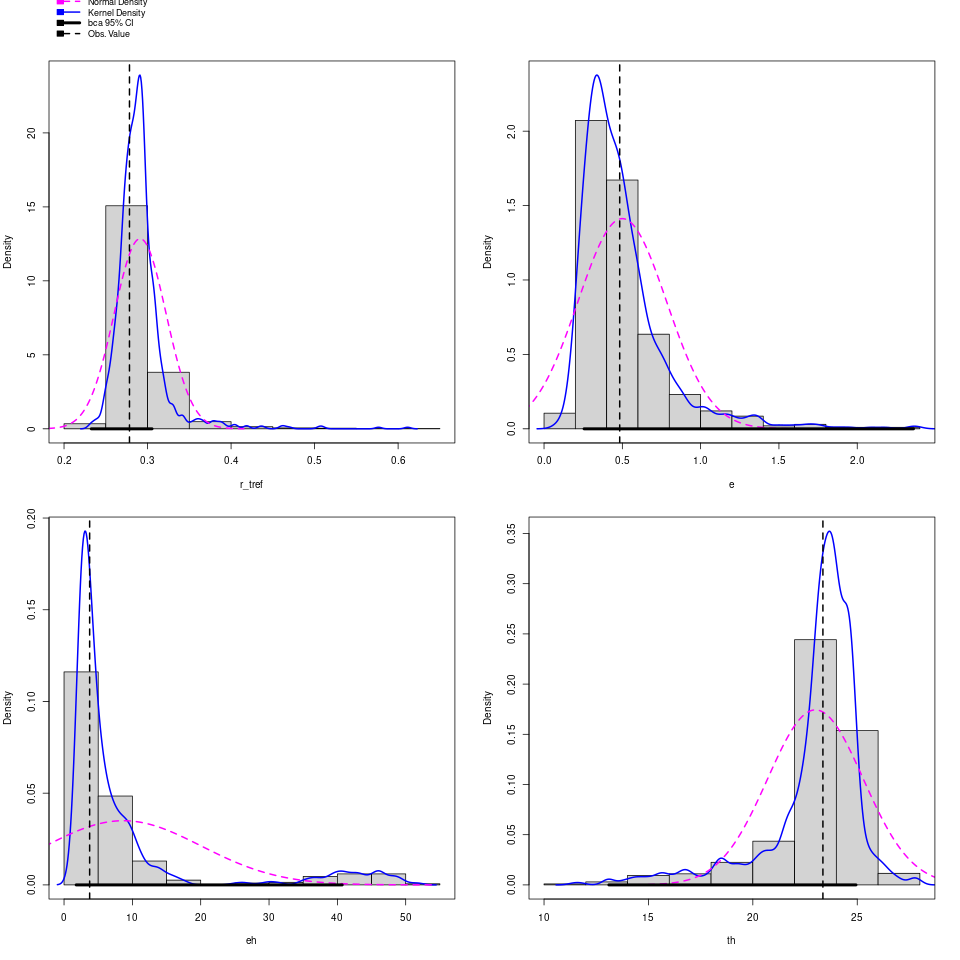 Normal Density
Kernel Density
bca 95% CI
Obs. Value
Density
0 5 10 15 20
0.2 0.3 0.4 0.5 0.6
r_tref
Density
0.0 0.5 1.0 1.5 2.0
0.0 0.5 1.0 1.5 2.0
e
Density
0.00 0.05 0.10 0.15 0.20
0 10 20 30 40 50
eh
Density
0.00 0.05 0.10 0.15 0.20 0.25 0.30 0.35
10 15 20 25
th